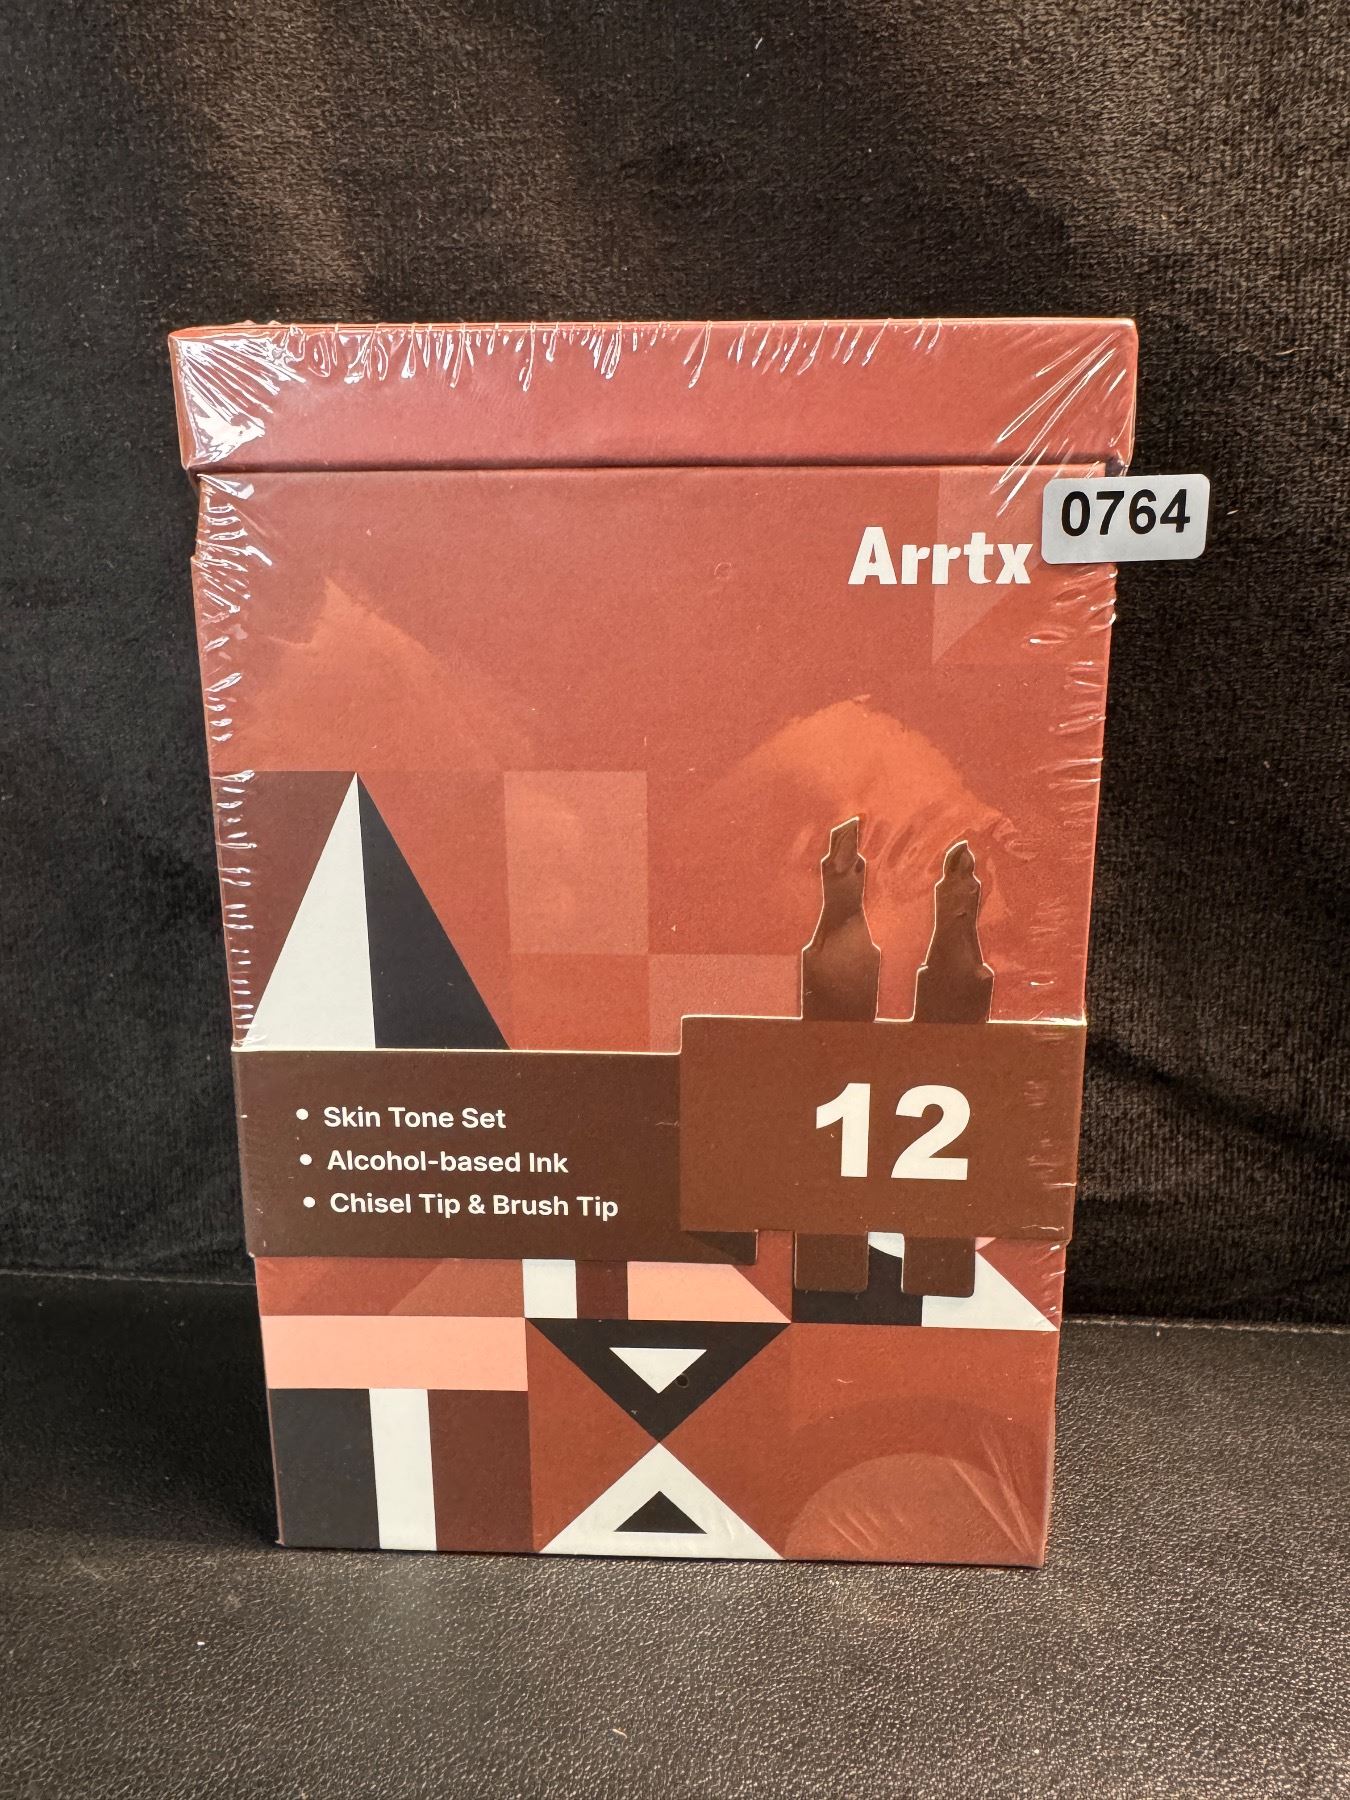 0764
Arrtx
12
• Skin Tone Set
• Alcohol-based Ink
• Chisel Tip & Brush Tip